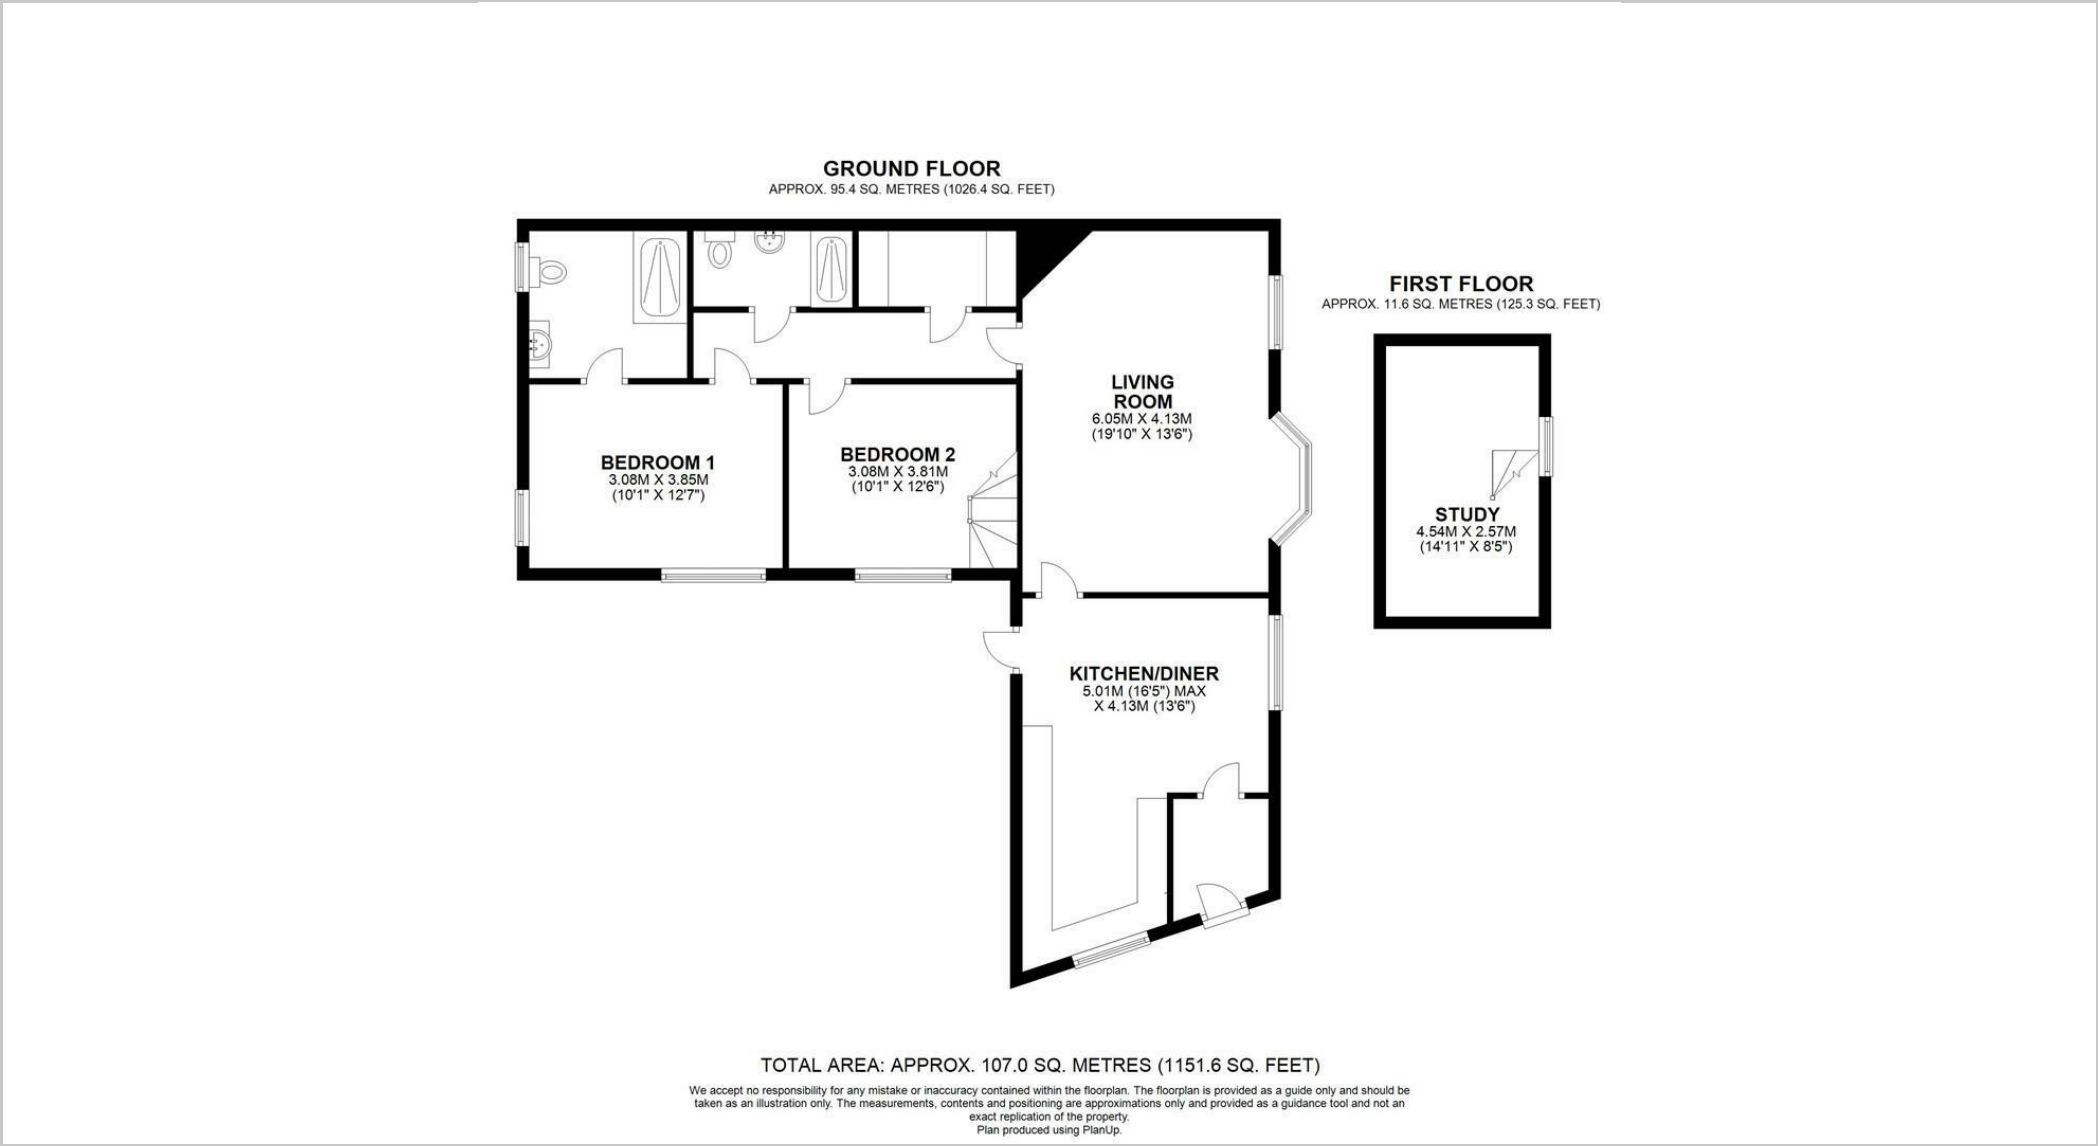 GROUND FLOOR
APPROX. 95.4 SQ. METRES (1026.4 SQ. FEET)
FIRST FLOOR
APPROX. 11.6 SQ. METRES (125.3 SQ. FEET)
LIVING
ROOM
6.05M X 4.13M
(19'10" X 13'6")
BEDROOM 1
3.08M X 3.85M
(10'1" X 12'7")
BEDROOM 2
3.08M X 3.81M
(10'1" X 12'6")
STUDY
4.54M X 2.57M
(14'11" X 8'5")
KITCHEN/DINER
5.01M (16'5") MAX
X 4.13M (13'6")
TOTAL AREA: APPROX. 107.0 SQ. METRES (1151.6 SQ. FEET)
We accept no responsibility for any mistake or inaccuracy contained within the floorplan. The floorplan is provided as a guide only and should be
taken as an illustration only. The measurements, contents and positioning are approximations only and provided as a guidance tool and not an
exact replication of the property.
Plan produced using PlanUp.